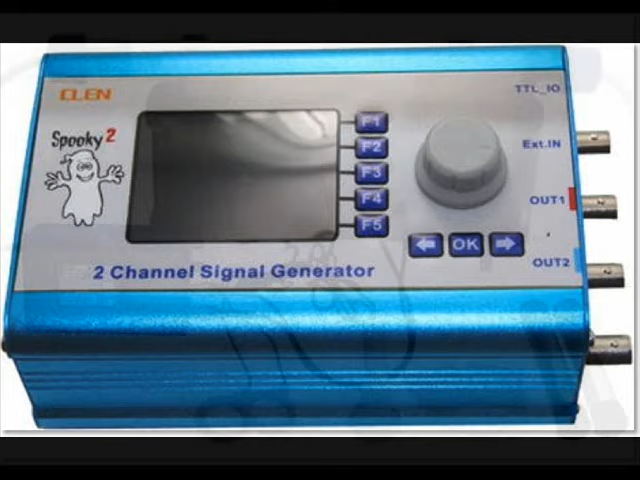 CLEN
TTL_IO
F1
Spooky2
F2
Ext.IN
F3
F4
OUT1
F5
OK
OUT2
2 Channel Signal Generator